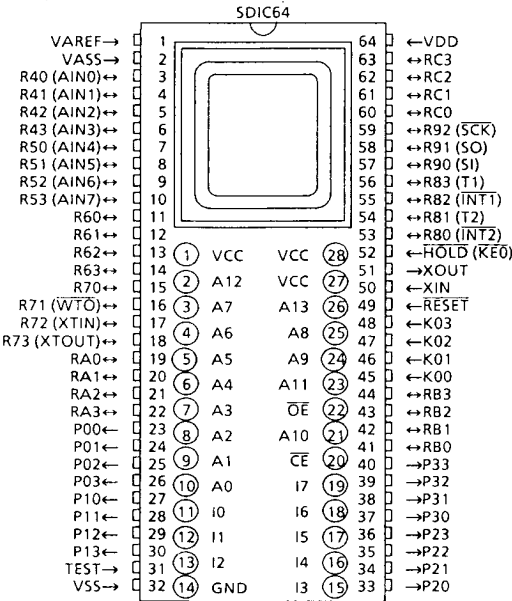 SDIC64
VAREF→ 1 64 ←VDD
VASS→ 2 63 ↔RC3
R40 (AIN0)↔ 3 62 ↔RC2
R41 (AIN1)↔ 4 61 ↔RC1
R42 (AIN2)↔ 5 60 ↔RC0
R43 (AIN3)↔ 6 59 ↔R92 (S̅C̅K̅)
R50 (AIN4)↔ 7 58 ↔R91 (SO)
R51 (AIN5)↔ 8 57 ↔R90 (SI)
R52 (AIN6)↔ 9 56 ↔R83 (T1)
R53 (AIN7)↔ 10 55 ↔R82 (I̅N̅T̅1̅)
R60↔ 11 54 ↔R81 (T2)
R61↔ 12 53 ↔R80 (I̅N̅T̅2̅)
R62↔ 13 ① VCC VCC ㉘ 52 ←H̅O̅L̅D̅ (K̅E̅0̅)
R63↔ 14 51 →XOUT
R70↔ 15 ② A12 VCC ㉗ 50 ←XIN
R71 (W̅T̅O̅)↔ 16 ③ A7 A13 ㉖ 49 ←R̅E̅S̅E̅T̅
R72 (XTIN)↔ 17 48 ←K03
R73 (XTOUT)↔ 18 ④ A6 A8 ㉕ 47 ←K02
RA0↔ 19 ⑤ A5 A9 ㉔ 46 ←K01
RA1↔ 20 ⑥ A4 A11 ㉓ 45 ←K00
RA2↔ 21 44 ↔RB3
RA3↔ 22 ⑦ A3 O̅E̅ ㉒ 43 ↔RB2
P00← 23 ⑧ A2 A10 ㉑ 42 ↔RB1
P01← 24 41 ↔RB0
P02← 25 ⑨ A1 C̅E̅ ⑳ 40 →P33
P03← 26 ⑩ A0 I7 ⑲ 39 →P32
P10← 27 38 →P31
P11← 28 ⑪ I0 I6 ⑱ 37 →P30
P12← 29 ⑫ I1 I5 ⑰ 36 →P23
P13← 30 35 →P22
TEST→ 31 ⑬ I2 I4 ⑯ 34 →P21
VSS→ 32 ⑭ GND I3 ⑮ 33 →P20